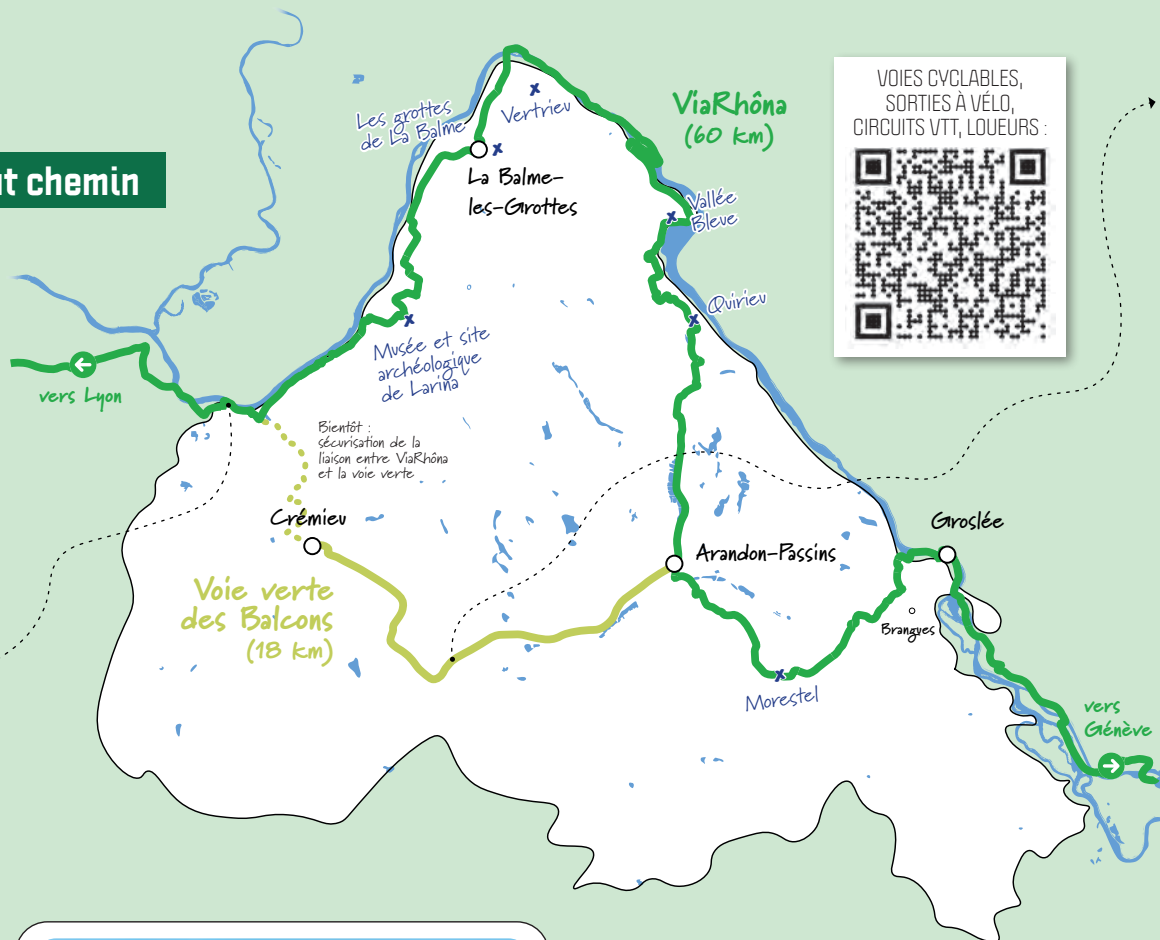 VOIES CYCLABLES,
SORTIES À VÉLO,
CIRCUITS VTT, LOUEURS :
ViaRhôna
(60 km)
Les grottes
de La Balme
Vertrieu
ut chemin
La Balme-
les-Grottes
Vallée
Bleue
Quirieu
Musée et site
archéologique
de Larina
vers Lyon
Bientôt :
sécurisation de la
liaison entre ViaRhôna
et la voie verte
Crémieu
Groslée
Arandon-Passins
Voie verte
des Balcons
(18 km)
Brangues
Morestel
vers
Génève